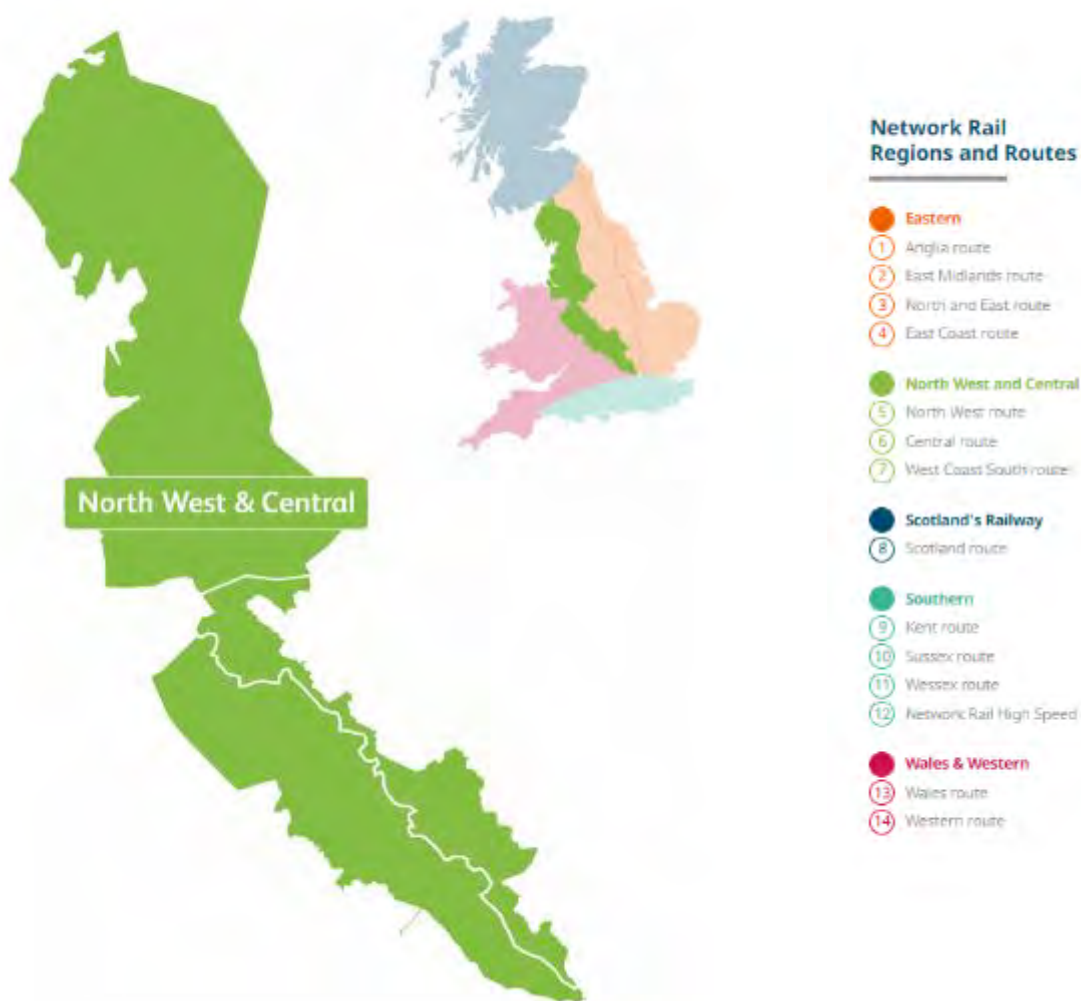 North West & Central
Network Rail
Regions and Routes
Eastern
1 Anglia route
2 East Midlands route
3 North and East route
4 East Coast route
North West and Central
5 North West route
6 Central route
7 West Coast South route
Scotland's Railway
8 Scotland route
Southern
9 Kent route
10 Sussex route
11 Wessex route
12 Network Rail High Speed
Wales & Western
13 Wales route
14 Western route